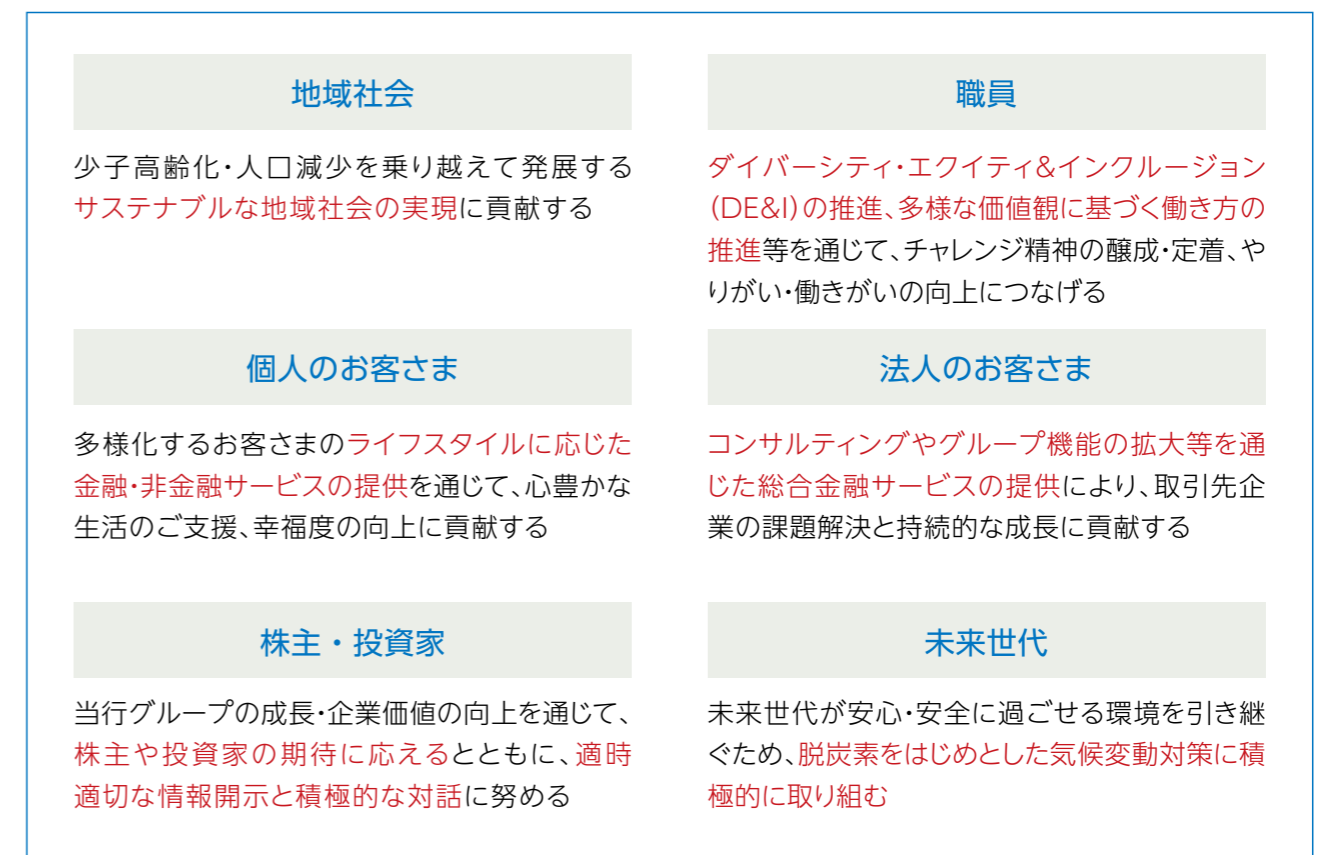 地域社会
少子高齢化・人口減少を乗り越えて発展する
サステナブルな地域社会の実現に貢献する
職員
ダイバーシティ・エクイティ&インクルージョン
(DE&I)の推進、多様な価値観に基づく働き方の
推進等を通じて、チャレンジ精神の醸成・定着、や
りがい・働きがいの向上につなげる
個人のお客さま
多様化するお客さまのライフスタイルに応じた
金融・非金融サービスの提供を通じて、心豊かな
生活のご支援、幸福度の向上に貢献する
法人のお客さま
コンサルティングやグループ機能の拡大等を通
じた総合金融サービスの提供により、取引先企
業の課題解決と持続的な成長に貢献する
株主・投資家
当行グループの成長・企業価値の向上を通じて、
株主や投資家の期待に応えるとともに、適時
適切な情報開示と積極的な対話に努める
未来世代
未来世代が安心・安全に過ごせる環境を引き継
ぐため、脱炭素をはじめとした気候変動対策に積
極的に取り組む